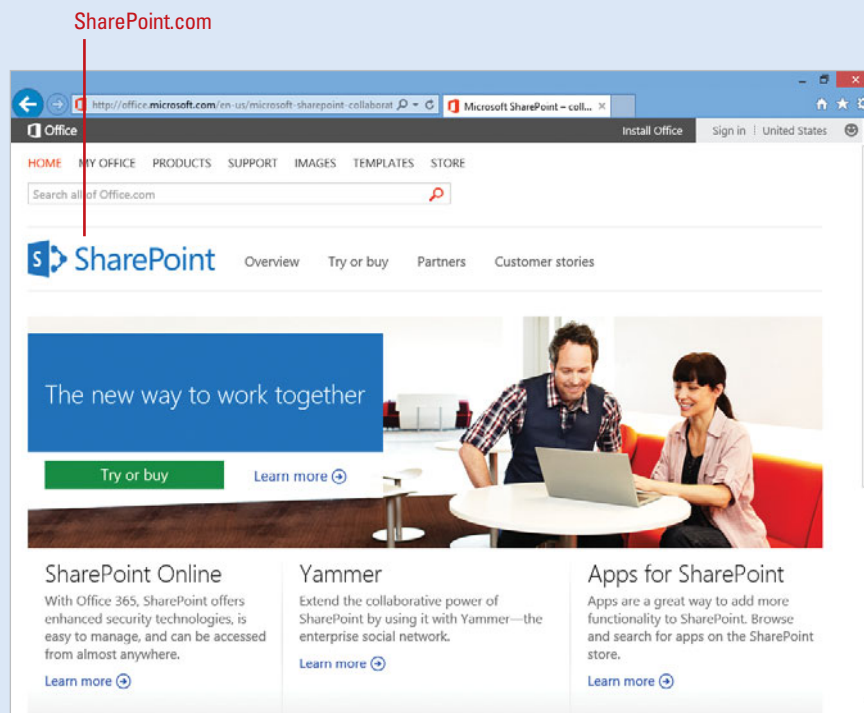 SharePoint.com
http://office.microsoft.com/en-us/microsoft-sharepoint-collaborat
Microsoft SharePoint – coll...
Office
Install Office
Sign in | United States
HOME MY OFFICE PRODUCTS SUPPORT IMAGES TEMPLATES STORE
Search all of Office.com
S SharePoint
Overview Try or buy Partners Customer stories
The new way to work together
Try or buy
Learn more
SharePoint Online
With Office 365, SharePoint offers
enhanced security technologies, is
easy to manage, and can be accessed
from almost anywhere.
Learn more
Yammer
Extend the collaborative power of
SharePoint by using it with Yammer—the
enterprise social network.
Learn more
Apps for SharePoint
Apps are a great way to add more
functionality to SharePoint. Browse
and search for apps on the SharePoint
store.
Learn more